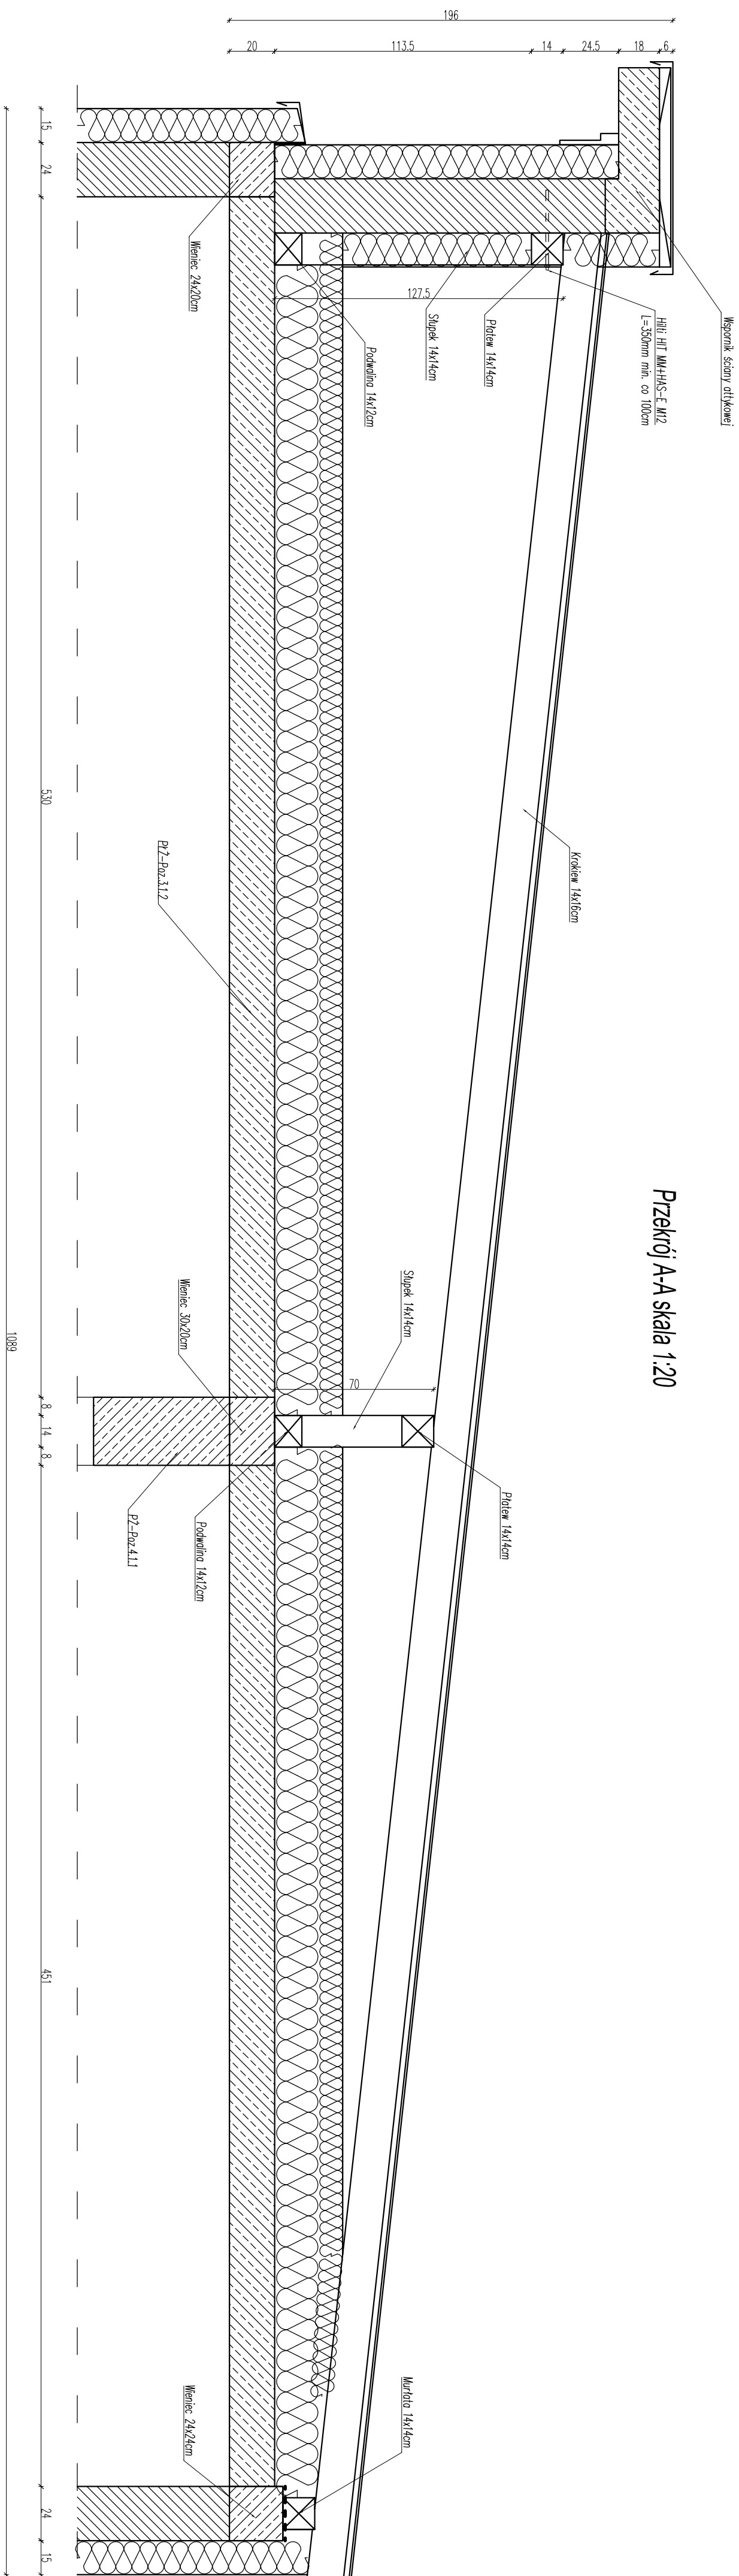 Przekrój A-A skala 1:20
Wspornik ściany attykowej
Hilti HIT MM+HAS-E M12
L=350mm min. co 100cm
Płatew 14x14cm
Słupek 14x14cm
Podwalina 14x12cm
Wieniec 24x20cm
Krokiew 14x16cm
PŁŻ-Poz.3.1.2
Słupek 14x14cm
Płatew 14x14cm
Wieniec 30x20cm
Podwalina 14x12cm
PŻ-Poz.4.1.1
Murłata 14x14cm
Wieniec 24x24cm
196
20
113.5
14
24.5
18
6
127.5
70
15
24
530
8
14
8
451
24
15
1089